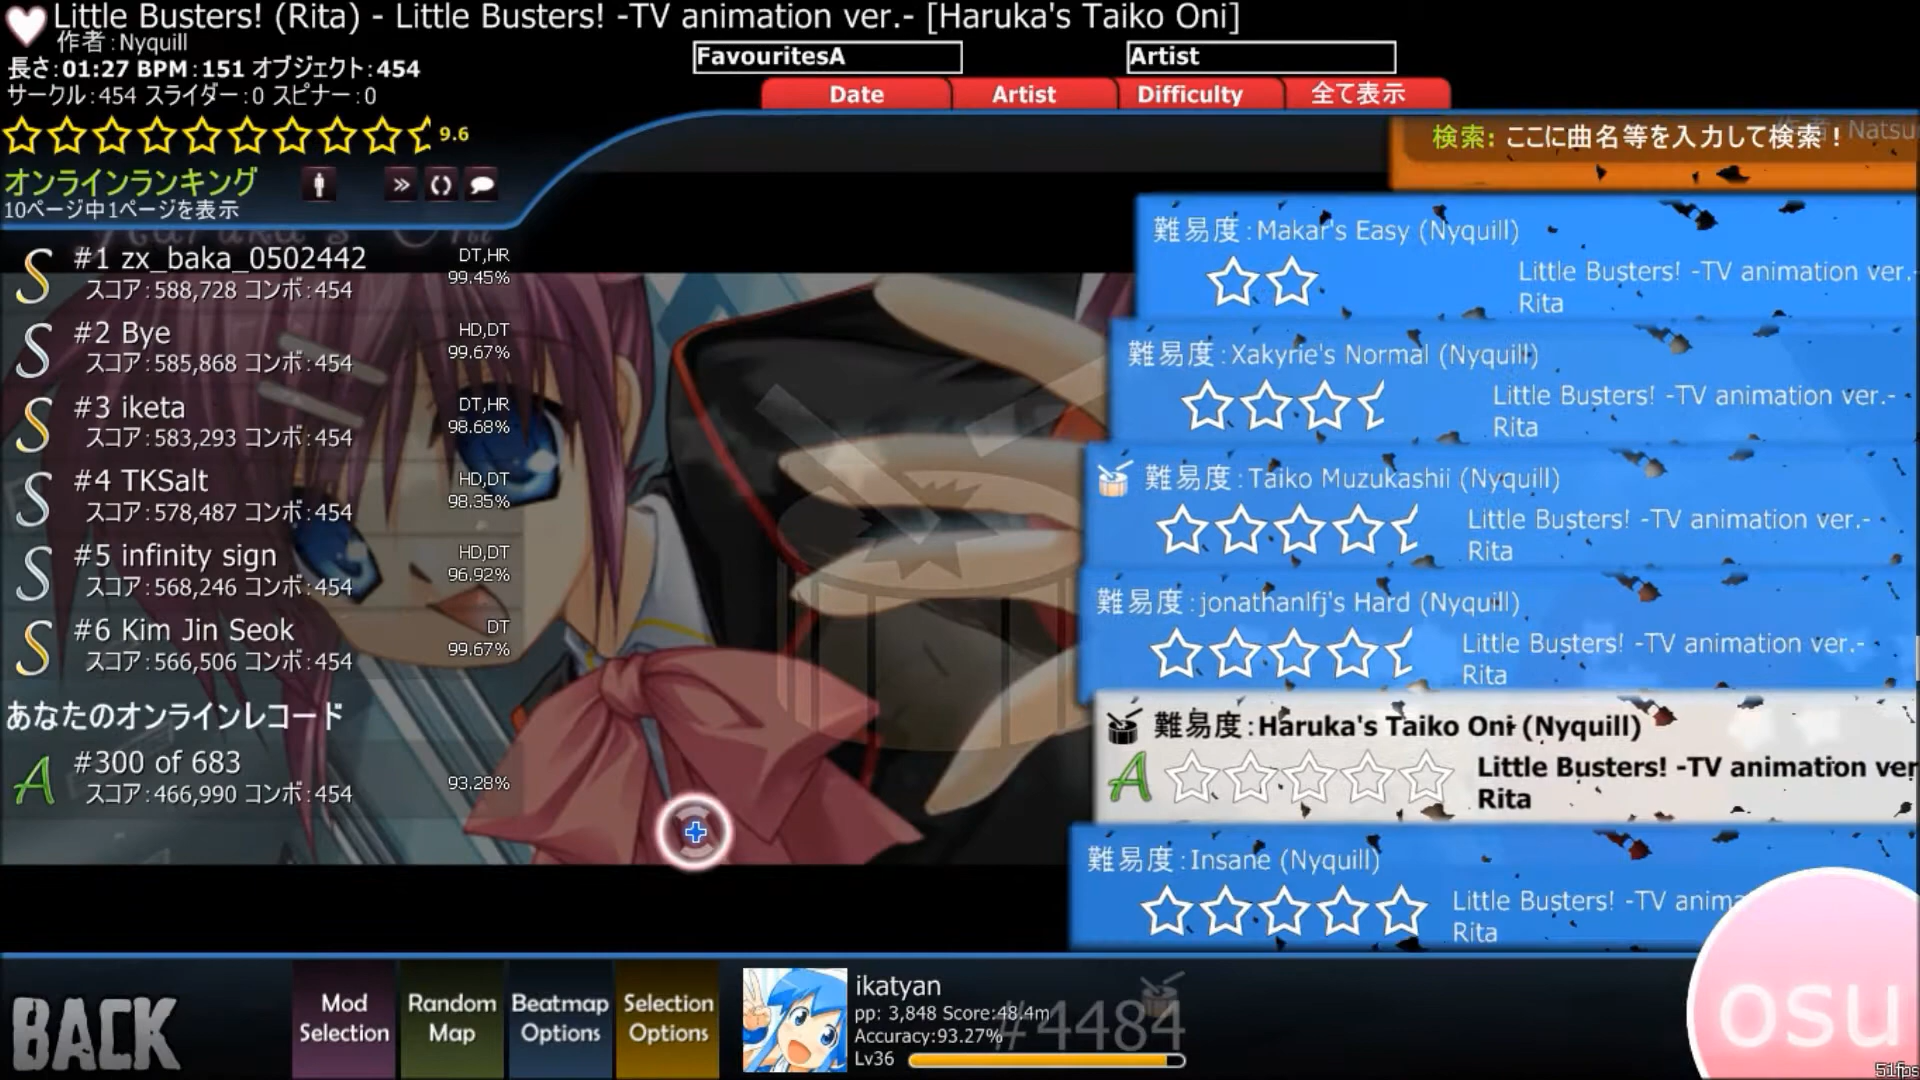 Little Busters! (Rita) - Little Busters! -TV animation ver.- [Haruka's Taiko Oni]
作者:Nyquill
長さ:01:27 BPM:151 オブジェクト:454
サークル:454 スライダー:0 スピナー:0
9.6
FavouritesA
Artist
Date
Artist
Difficulty
全て表示
検索: ここに曲名等を入力して検索!
Natsu
オンラインランキング
10ページ中1ページを表示
#1 zx_baka_0502442
DT,HR
スコア:588,728 コンボ:454
99.45%
#2 Bye
HD,DT
スコア:585,868 コンボ:454
99.67%
#3 iketa
DT,HR
スコア:583,293 コンボ:454
98.68%
#4 TKSalt
HD,DT
スコア:578,487 コンボ:454
98.35%
#5 infinity sign
HD,DT
スコア:568,246 コンボ:454
96.92%
#6 Kim Jin Seok
DT
スコア:566,506 コンボ:454
99.67%
あなたのオンラインレコード
#300 of 683
スコア:466,990 コンボ:454
93.28%
難易度:Makar's Easy (Nyquill)
Little Busters! -TV animation ver.-
Rita
難易度:Xakyrie's Normal (Nyquill)
Little Busters! -TV animation ver.-
Rita
難易度:Taiko Muzukashii (Nyquill)
Little Busters! -TV animation ver.-
Rita
難易度:jonathanlfj's Hard (Nyquill)
Little Busters! -TV animation ver.-
Rita
難易度:Haruka's Taiko Oni (Nyquill)
Little Busters! -TV animation ver
Rita
難易度:Insane (Nyquill)
Little Busters! -TV anima
Rita
BACK
Mod Selection
Random Map
Beatmap Options
Selection Options
ikatyan
pp: 3,848 Score:48.4m
Accuracy:93.27%
Lv36
#4484
osu
51fps